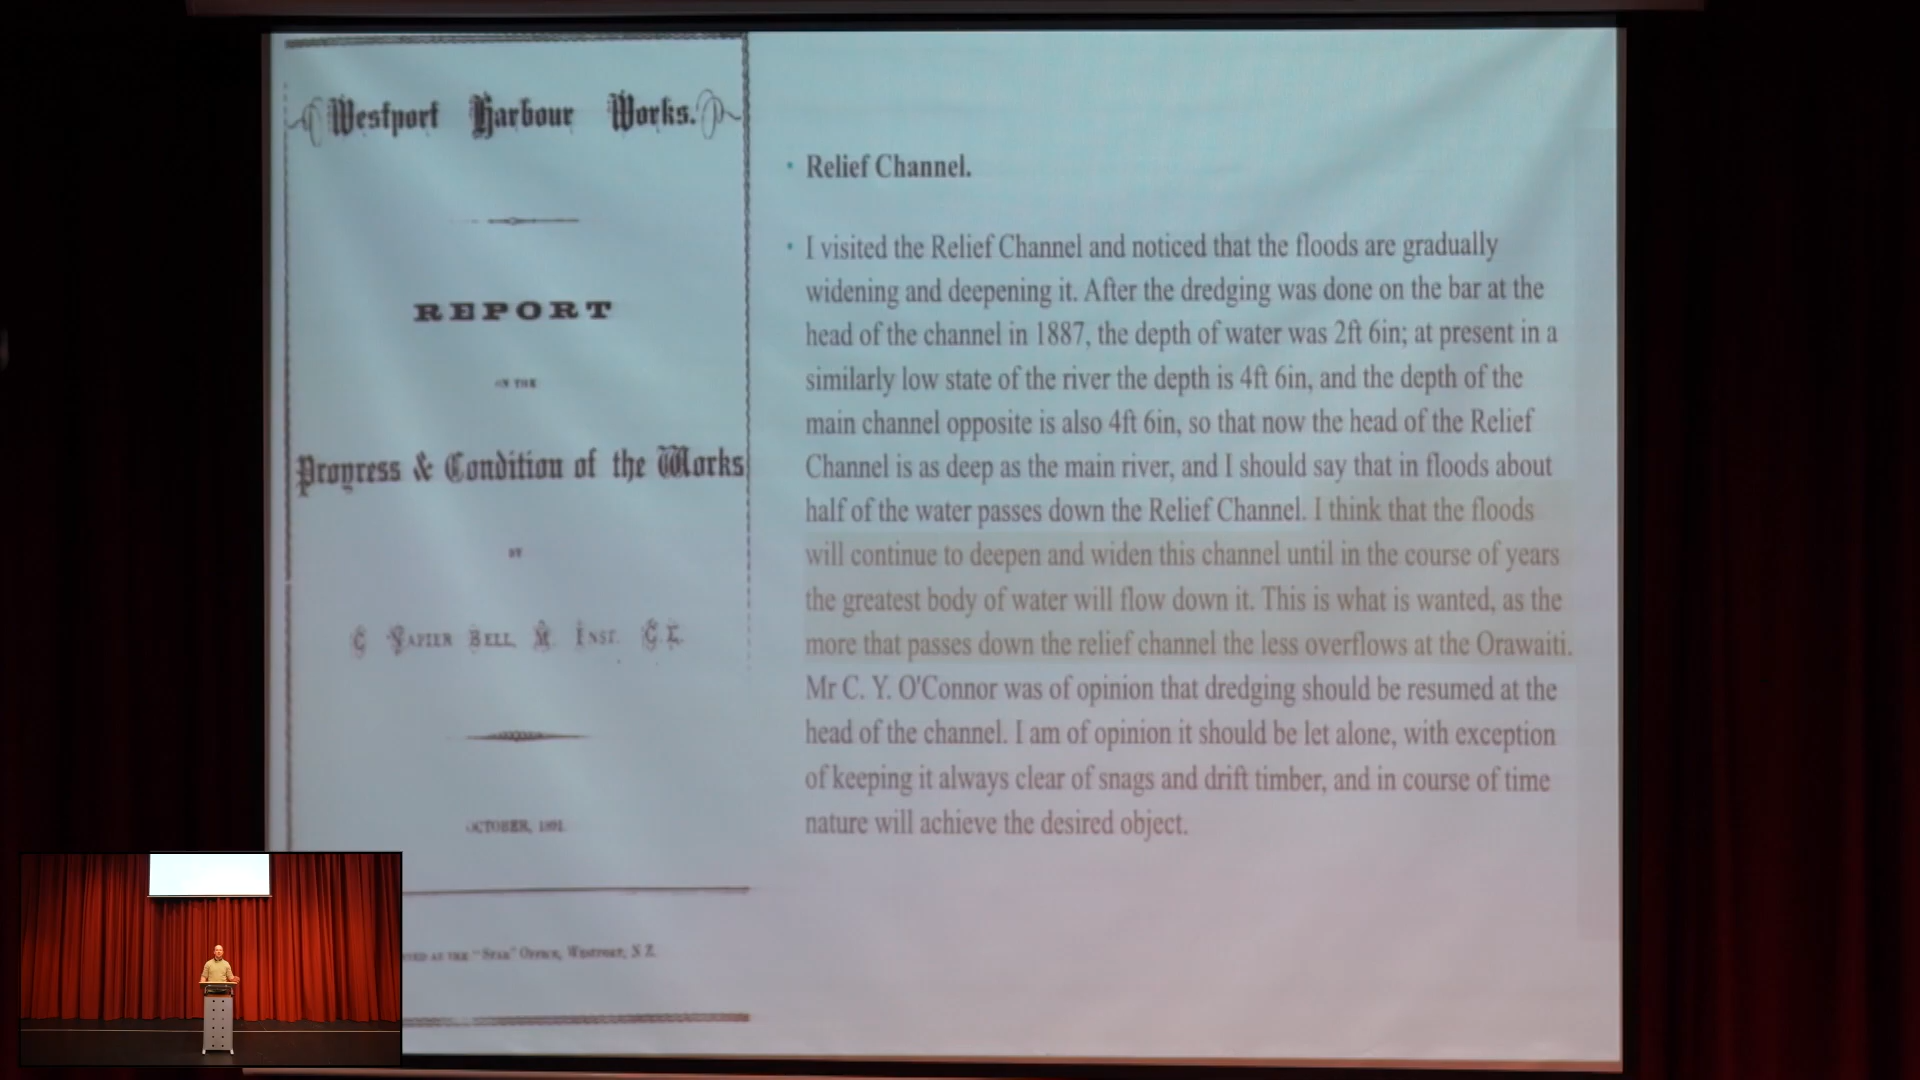 Westport Harbour Works.
REPORT
ON THE
Progress & Condition of the Works
BY
C Napier Bell, M. Inst. C.E.
OCTOBER, 1891.
"Star" Office, Westport, N Z.
• Relief Channel.
• I visited the Relief Channel and noticed that the floods are gradually
widening and deepening it. After the dredging was done on the bar at the
head of the channel in 1887, the depth of water was 2ft 6in; at present in a
similarly low state of the river the depth is 4ft 6in, and the depth of the
main channel opposite is also 4ft 6in, so that now the head of the Relief
Channel is as deep as the main river, and I should say that in floods about
half of the water passes down the Relief Channel. I think that the floods
will continue to deepen and widen this channel until in the course of years
the greatest body of water will flow down it. This is what is wanted, as the
more that passes down the relief channel the less overflows at the Orawaiti.
Mr C. Y. O'Connor was of opinion that dredging should be resumed at the
head of the channel. I am of opinion it should be let alone, with exception
of keeping it always clear of snags and drift timber, and in course of time
nature will achieve the desired object.